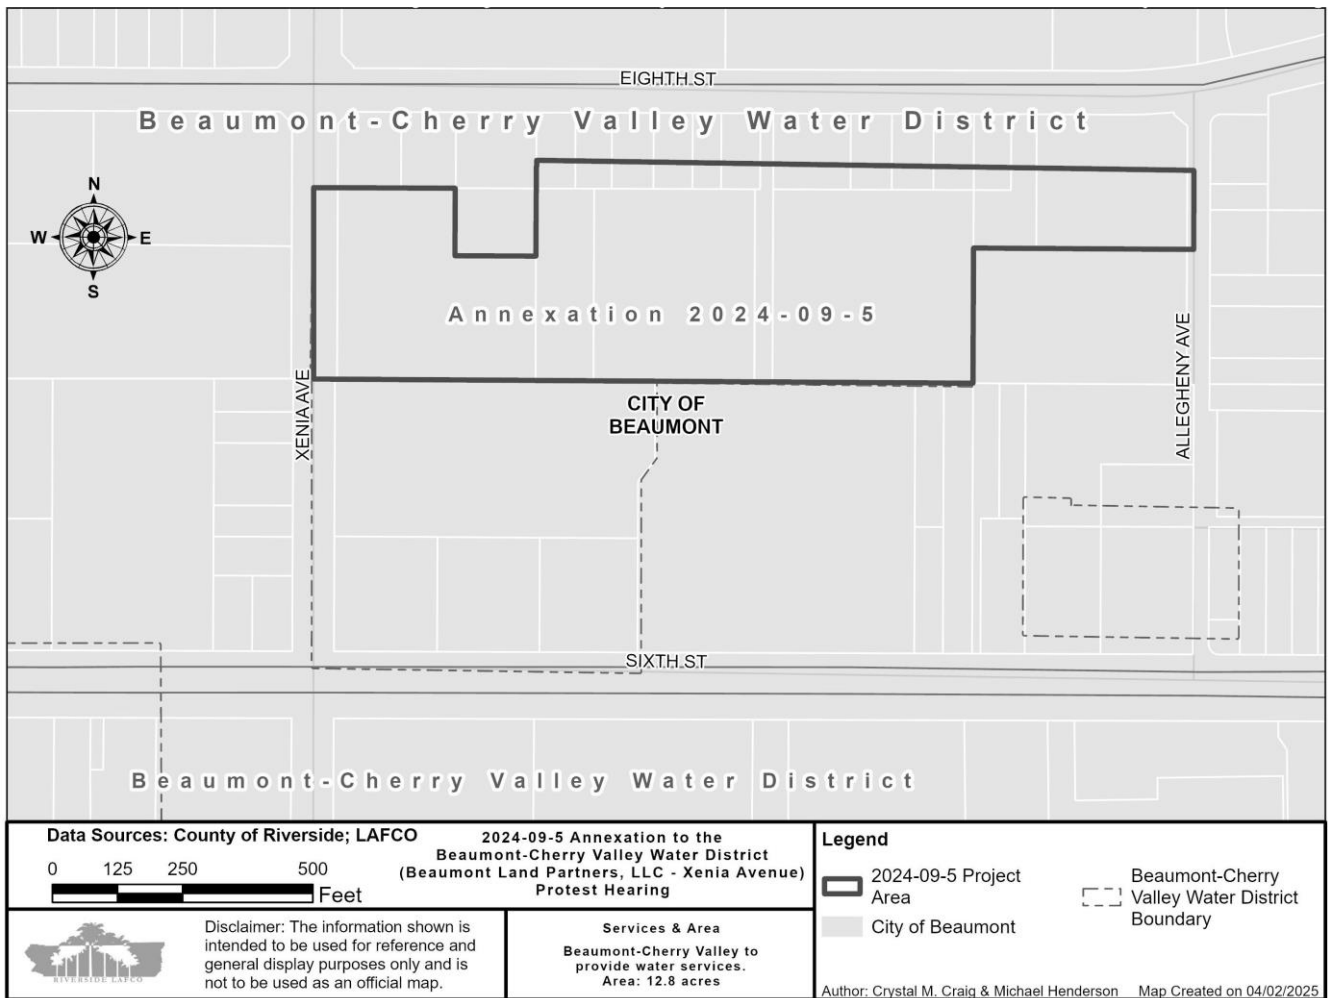 EIGHTH ST
Beaumont-Cherry Valley Water District
N
W
E
S
Annexation 2024-09-5
XENIA AVE
ALLEGHENY AVE
CITY OF
BEAUMONT
SIXTH ST
Beaumont-Cherry Valley Water District
Data Sources: County of Riverside; LAFCO
0 125 250 500
Feet
2024-09-5 Annexation to the
Beaumont-Cherry Valley Water District
(Beaumont Land Partners, LLC - Xenia Avenue)
Protest Hearing
Legend
2024-09-5 Project
Area
City of Beaumont
Beaumont-Cherry
Valley Water District
Boundary
RIVERSIDE LAFCO
Disclaimer: The information shown is
intended to be used for reference and
general display purposes only and is
not to be used as an official map.
Services & Area
Beaumont-Cherry Valley to
provide water services.
Area: 12.8 acres
Author: Crystal M. Craig & Michael Henderson Map Created on 04/02/2025